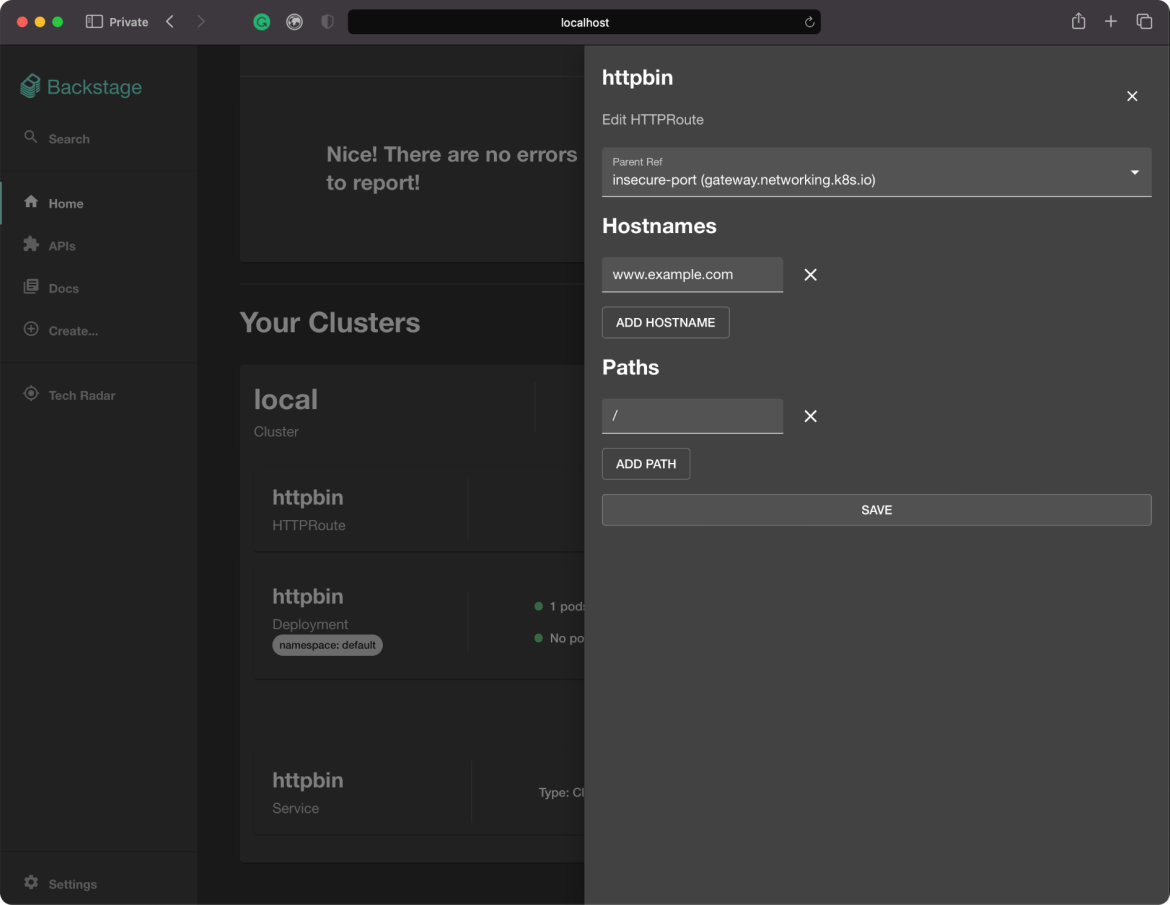 Private
localhost
Backstage
Search
Home
APIs
Docs
Create...
Tech Radar
Settings
Nice! There are no errors
to report!
Your Clusters
local
Cluster
httpbin
HTTPRoute
httpbin
Deployment
namespace: default
1 pods
No po
httpbin
Service
Type: Cl
httpbin
Edit HTTPRoute
Parent Ref
insecure-port (gateway.networking.k8s.io)
Hostnames
www.example.com
ADD HOSTNAME
Paths
/
ADD PATH
SAVE